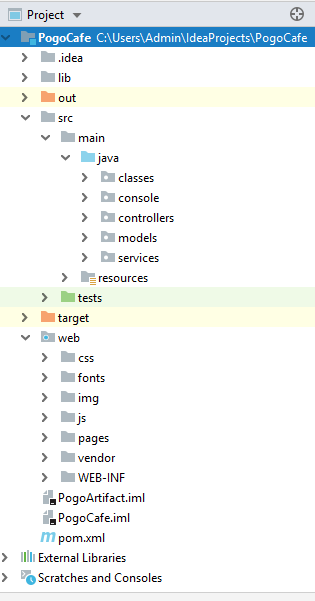 Project
PogoCafe C:\Users\Admin\IdeaProjects\PogoCafe
.idea
lib
out
src
main
java
classes
console
controllers
models
services
resources
tests
target
web
css
fonts
img
js
pages
vendor
WEB-INF
PogoArtifact.iml
PogoCafe.iml
m pom.xml
External Libraries
Scratches and Consoles